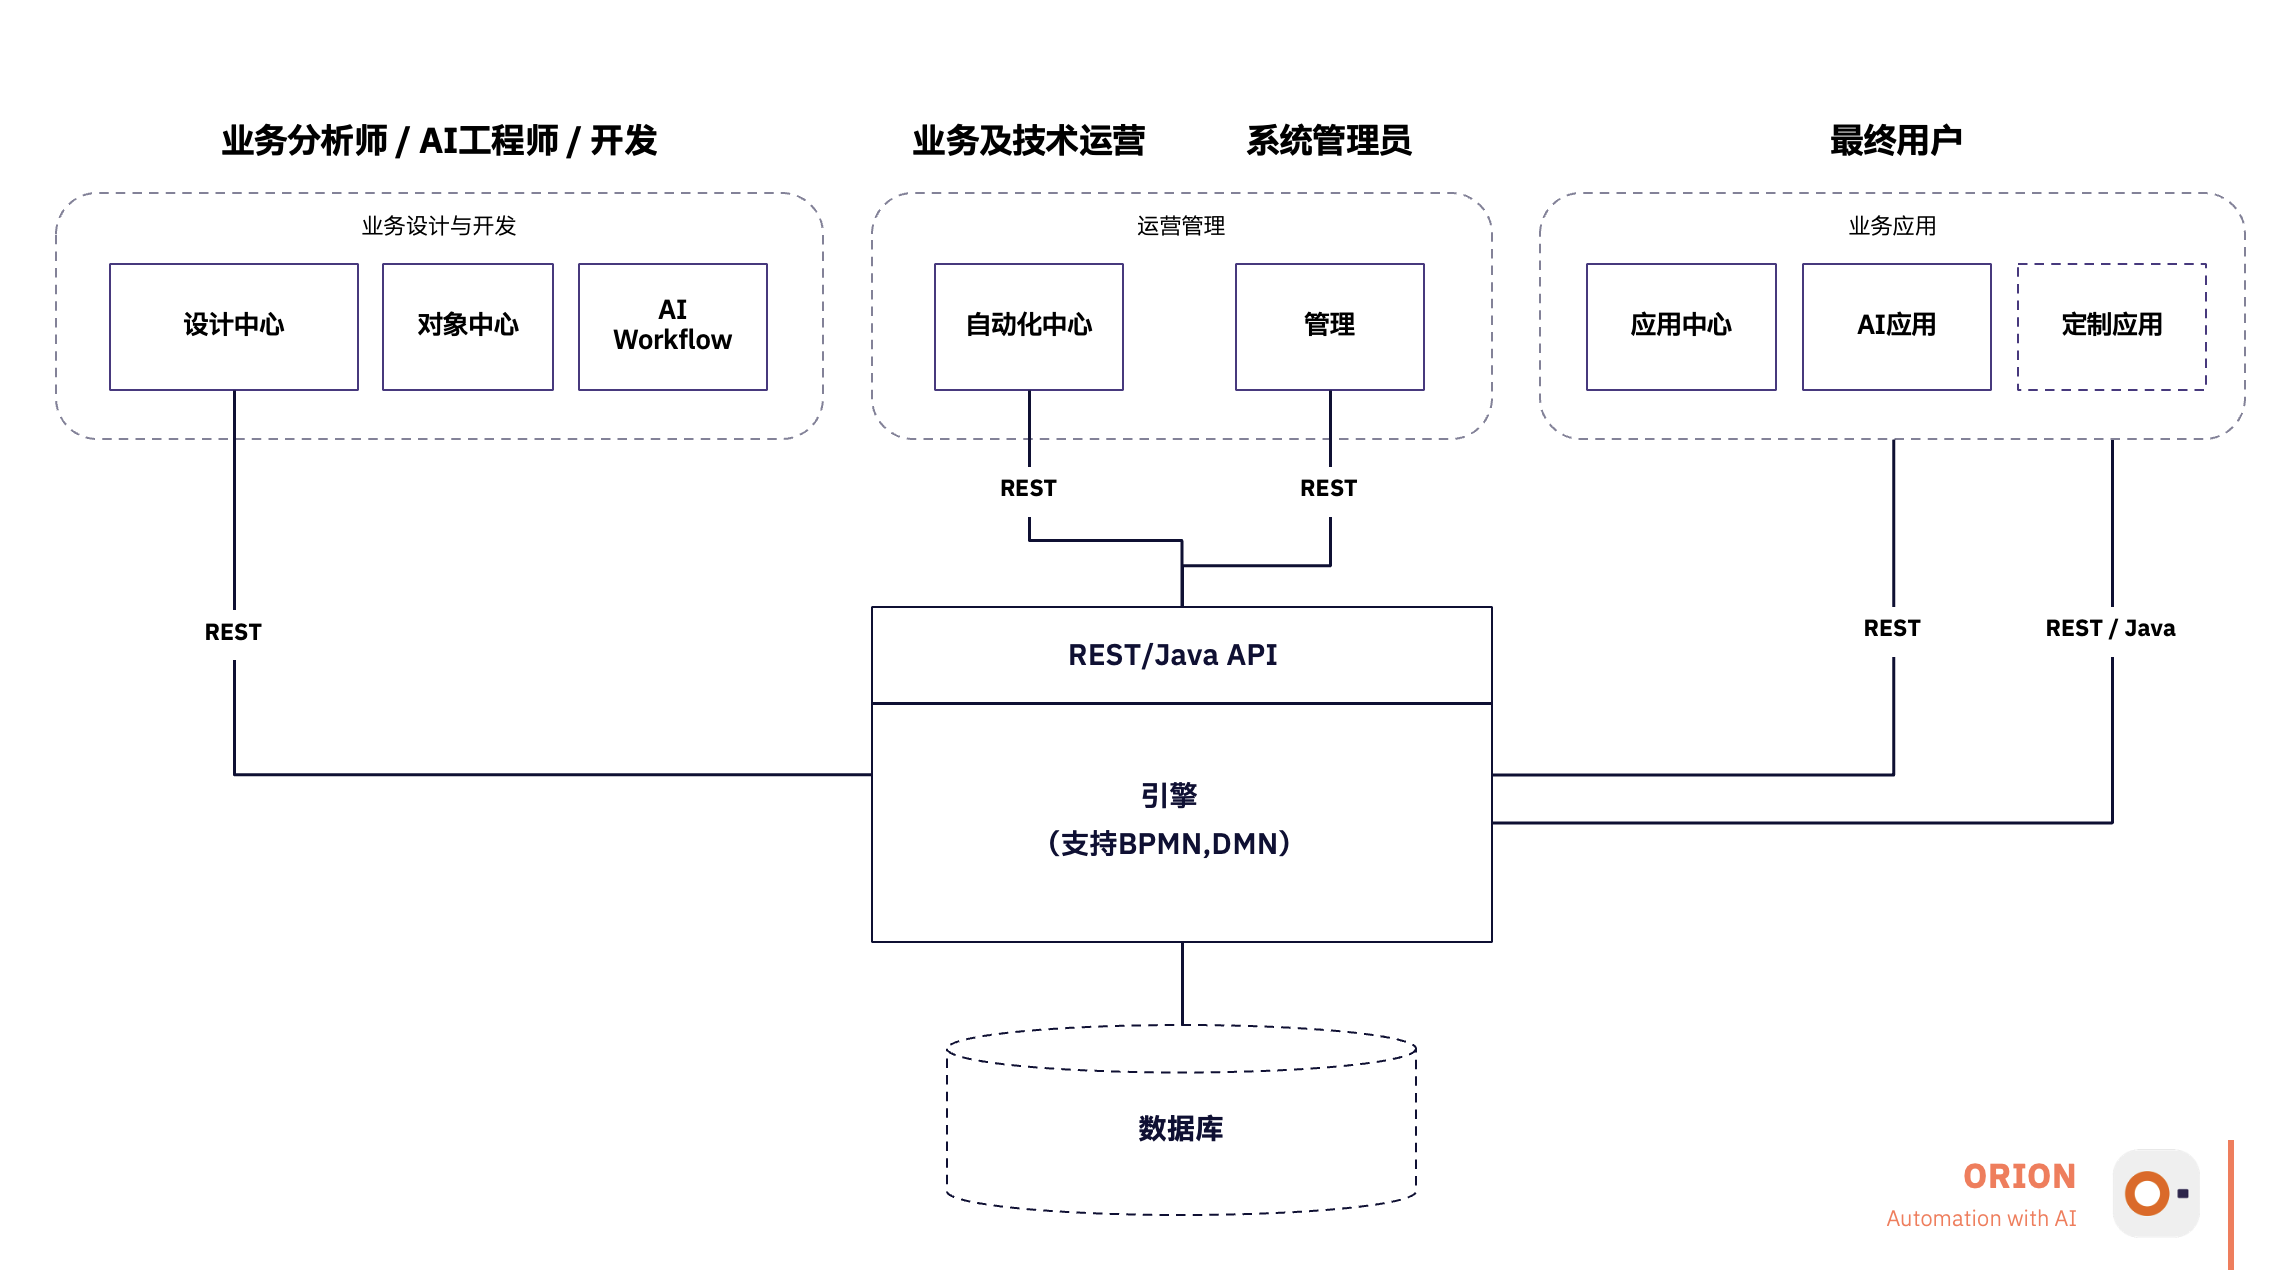 业务分析师 / AI工程师 / 开发
业务及技术运营
系统管理员
最终用户
业务设计与开发
运营管理
业务应用
设计中心
对象中心
AI
Workflow
自动化中心
管理
应用中心
AI应用
定制应用
REST
REST
REST
REST
REST / Java
REST/Java API
引擎
（支持BPMN,DMN）
数据库
ORION
Automation with AI